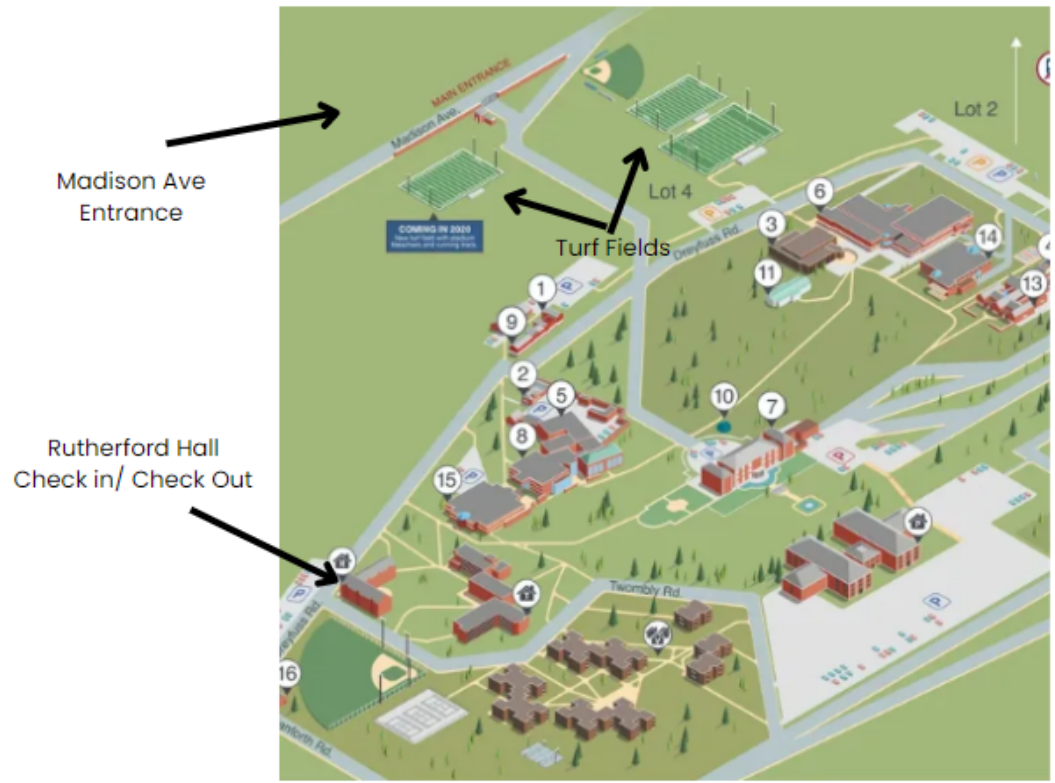 MAIN ENTRANCE
Madison Ave.
Lot 2
Madison Ave
Entrance
Lot 4
COMING IN 2020
Turf Fields
Dreyfuss Rd.
6
3
14
11
13
1
9
2
5
10
7
8
Rutherford Hall
Check in/ Check Out
15
P
Twombly Rd.
16